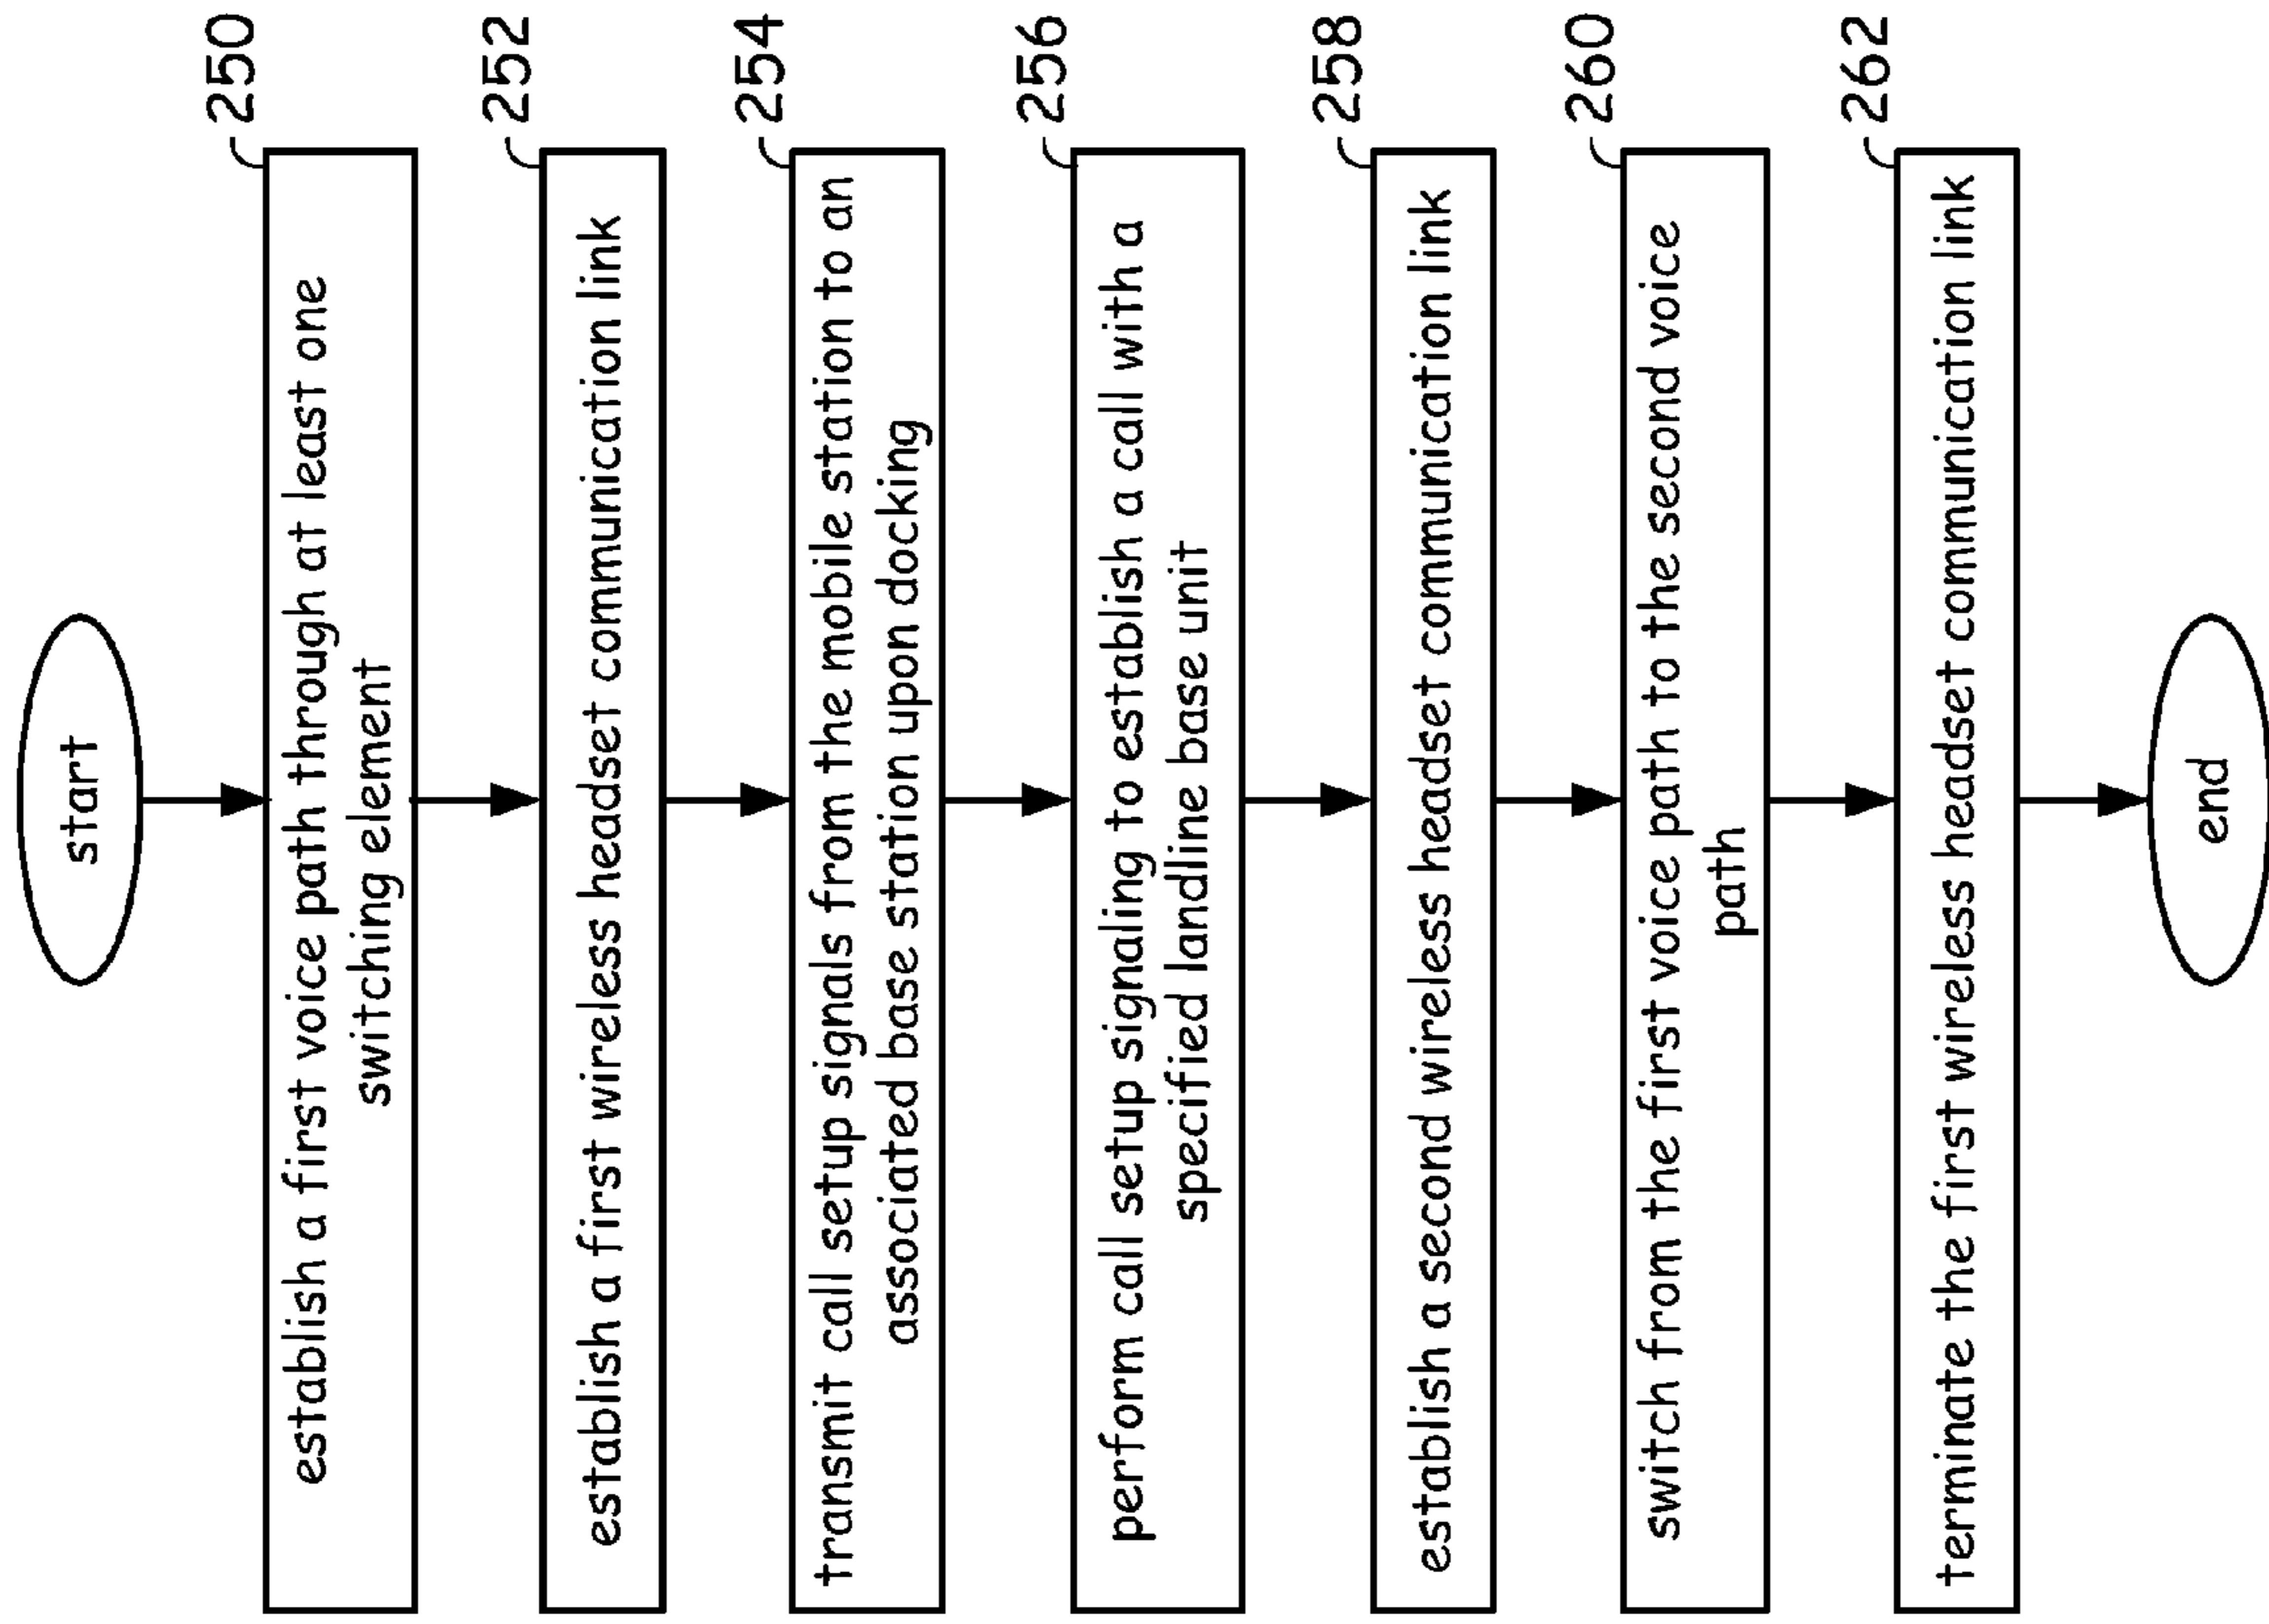 start
250
establish a first voice path through at least one
switching element
252
establish a first wireless headset communication link
254
transmit call setup signals from the mobile station to an
associated base station upon docking
256
perform call setup signaling to establish a call with a
specified landline base unit
258
establish a second wireless headset communication link
260
switch from the first voice path to the second voice
path
262
terminate the first wireless headset communication link
end